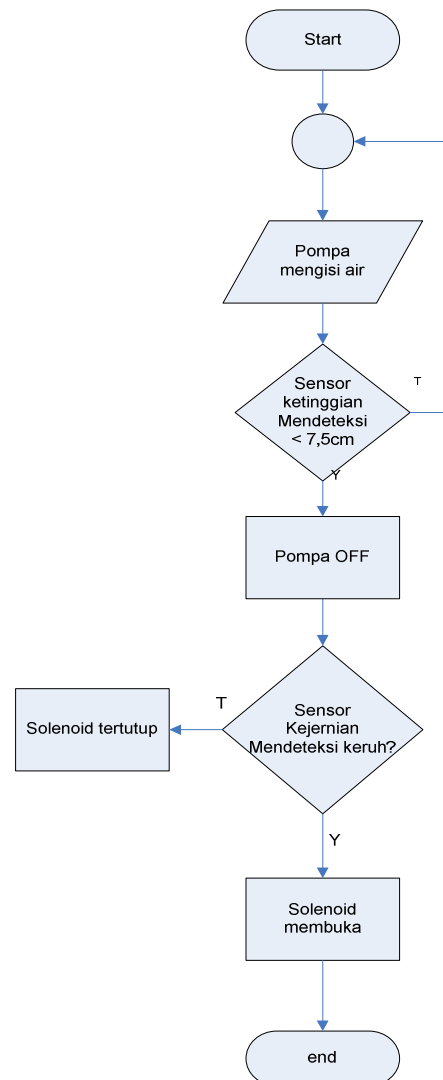 Start
Pompa
mengisi air
Sensor
ketinggian
Mendeteksi
< 7,5cm
T
Y
Pompa OFF
Sensor
Kejernian
Mendeteksi keruh?
T
Solenoid tertutup
Y
Solenoid
membuka
end